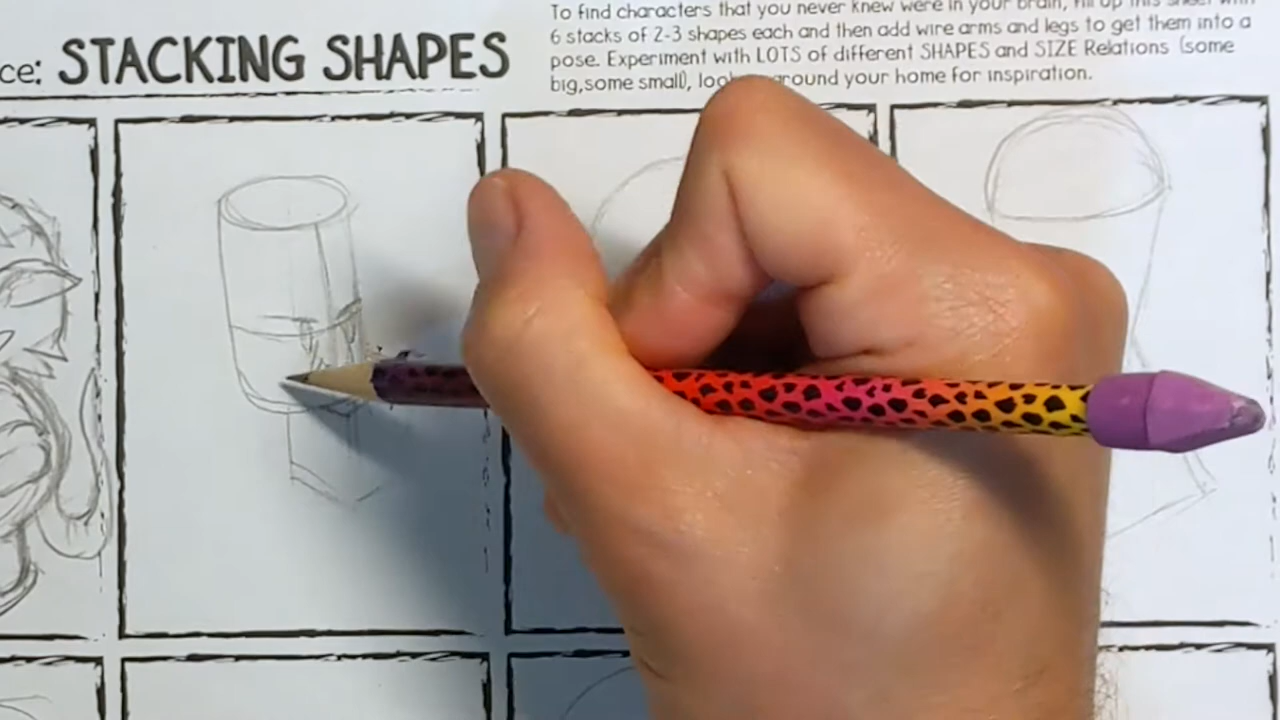 ce: STACKING SHAPES
To find characters that you never knew were in your brain, fill up this sheet with
6 stacks of 2-3 shapes each and then add wire arms and legs to get them into a
pose. Experiment with LOTS of different SHAPES and SIZE Relations (some
big,some small), look around your home for inspiration.